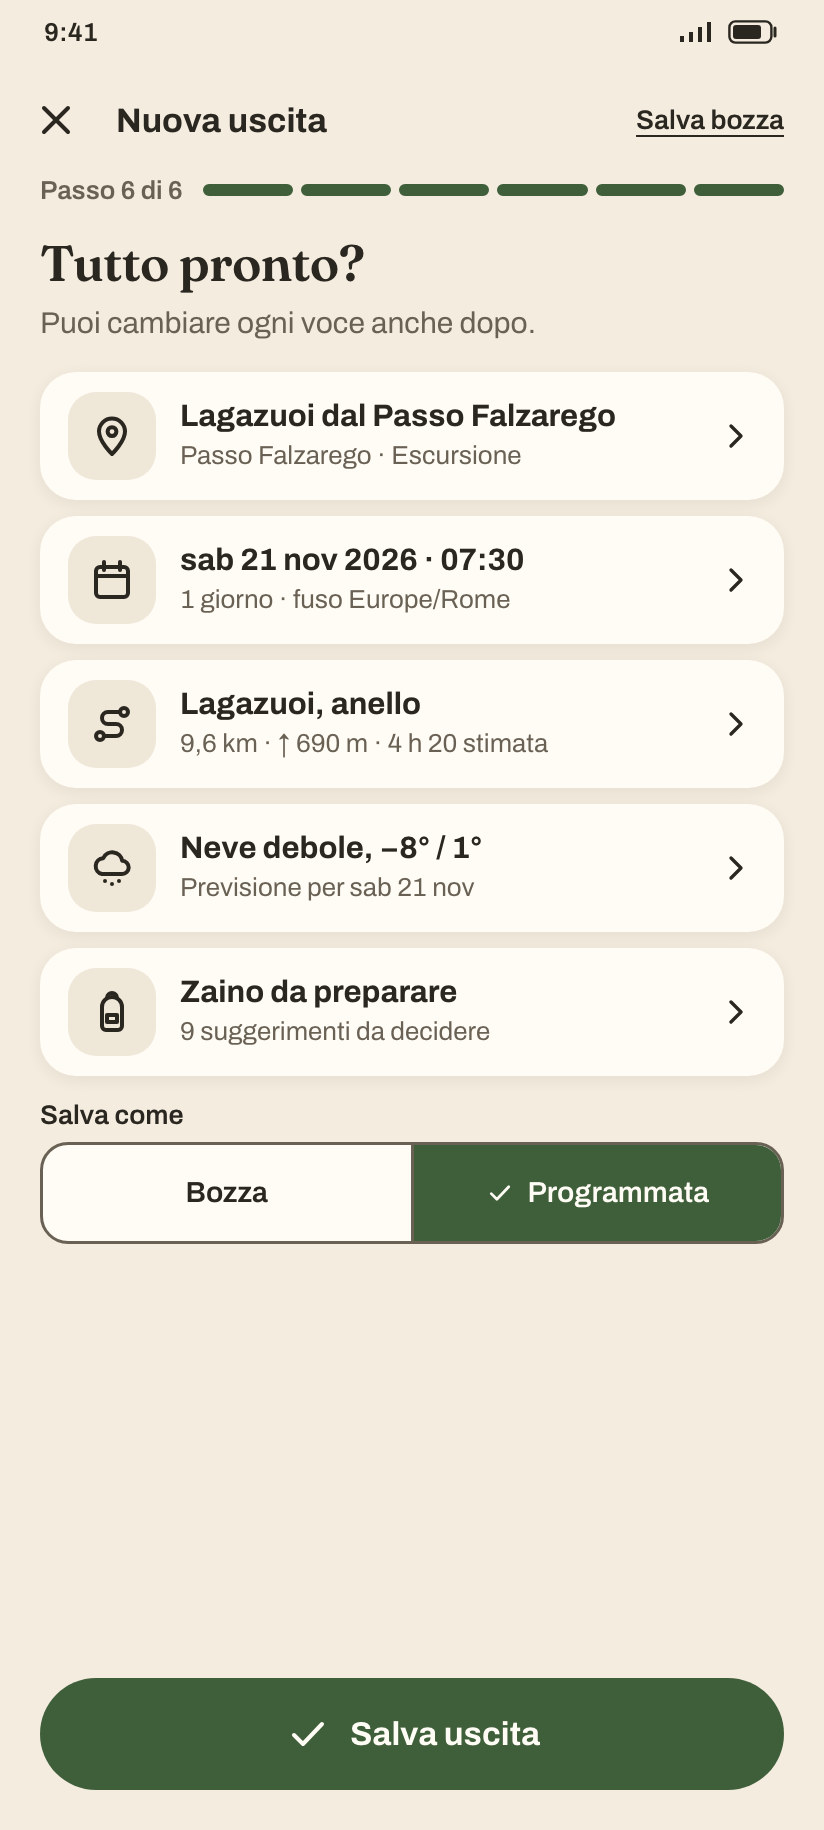 9:41
Nuova uscita
Salva bozza
Passo 6 di 6
Tutto pronto?
Puoi cambiare ogni voce anche dopo.
Lagazuoi dal Passo Falzarego
Passo Falzarego · Escursione
sab 21 nov 2026 · 07:30
1 giorno · fuso Europe/Rome
Lagazuoi, anello
9,6 km · ↑ 690 m · 4 h 20 stimata
Neve debole, −8° / 1°
Previsione per sab 21 nov
Zaino da preparare
9 suggerimenti da decidere
Salva come
Bozza
Programmata
Salva uscita